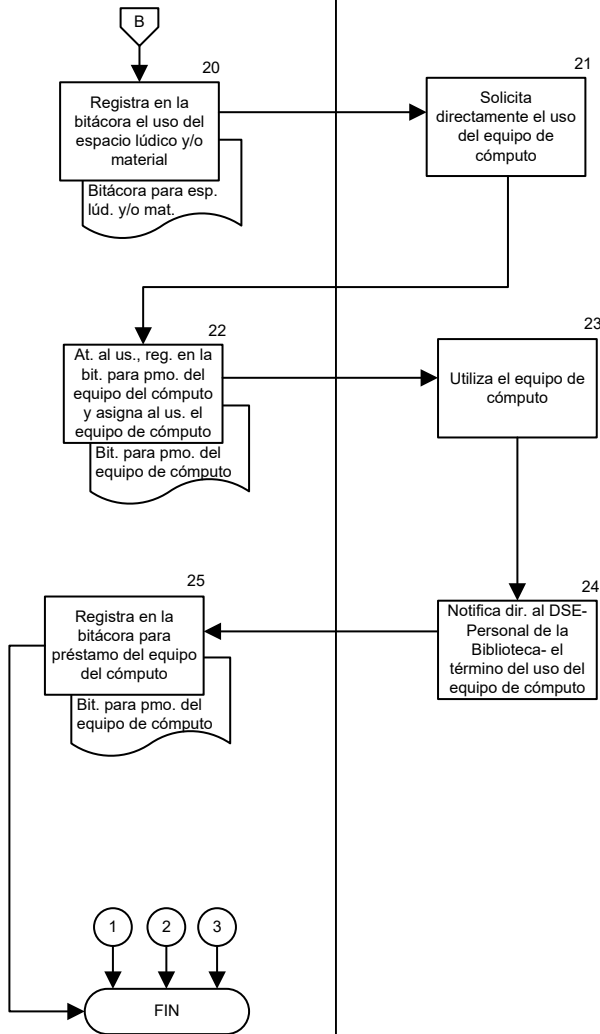 B
20
Registra en la
bitácora el uso del
espacio lúdico y/o
material
Bitácora para esp.
lúd. y/o mat.
21
Solicita
directamente el uso
del equipo de
cómputo
22
At. al us., reg. en la
bit. para pmo. del
equipo del cómputo
y asigna al us. el
equipo de cómputo
Bit. para pmo. del
equipo de cómputo
23
Utiliza el equipo de
cómputo
24
Notifica dir. al DSE-
Personal de la
Biblioteca- el
término del uso del
equipo de cómputo
25
Registra en la
bitácora para
préstamo del equipo
del cómputo
Bit. para pmo. del
equipo de cómputo
1
2
3
FIN